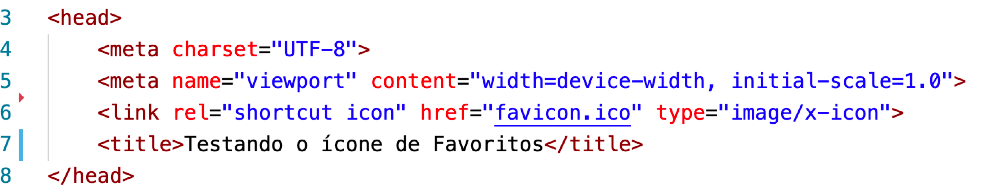 3 <head>
4 <meta charset="UTF-8">
5 <meta name="viewport" content="width=device-width, initial-scale=1.0">
6 <link rel="shortcut icon" href="favicon.ico" type="image/x-icon">
7 <title>Testando o ícone de Favoritos</title>
8 </head>